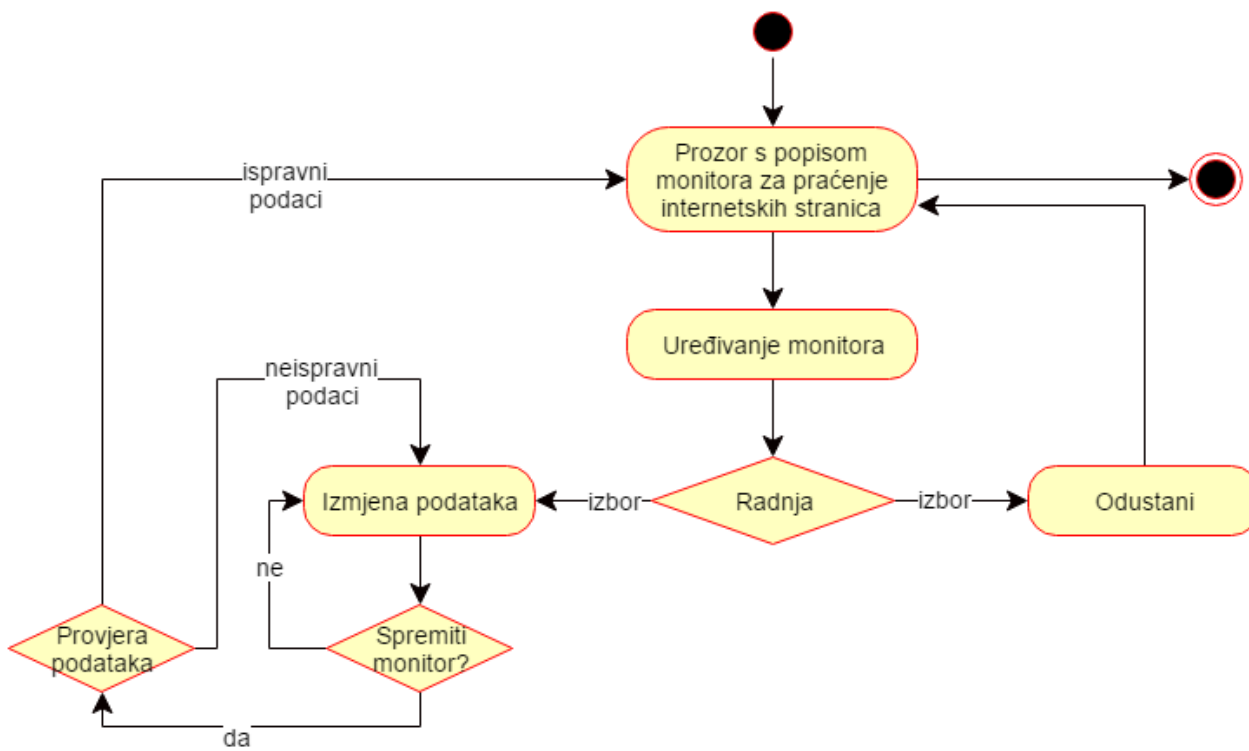 Prozor s popisom
monitora za praćenje
internetskih stranica
ispravni
podaci
Uređivanje monitora
neispravni
podaci
Izmjena podataka
izbor
Radnja
izbor
Odustani
ne
Provjera
podataka
Spremiti
monitor?
da